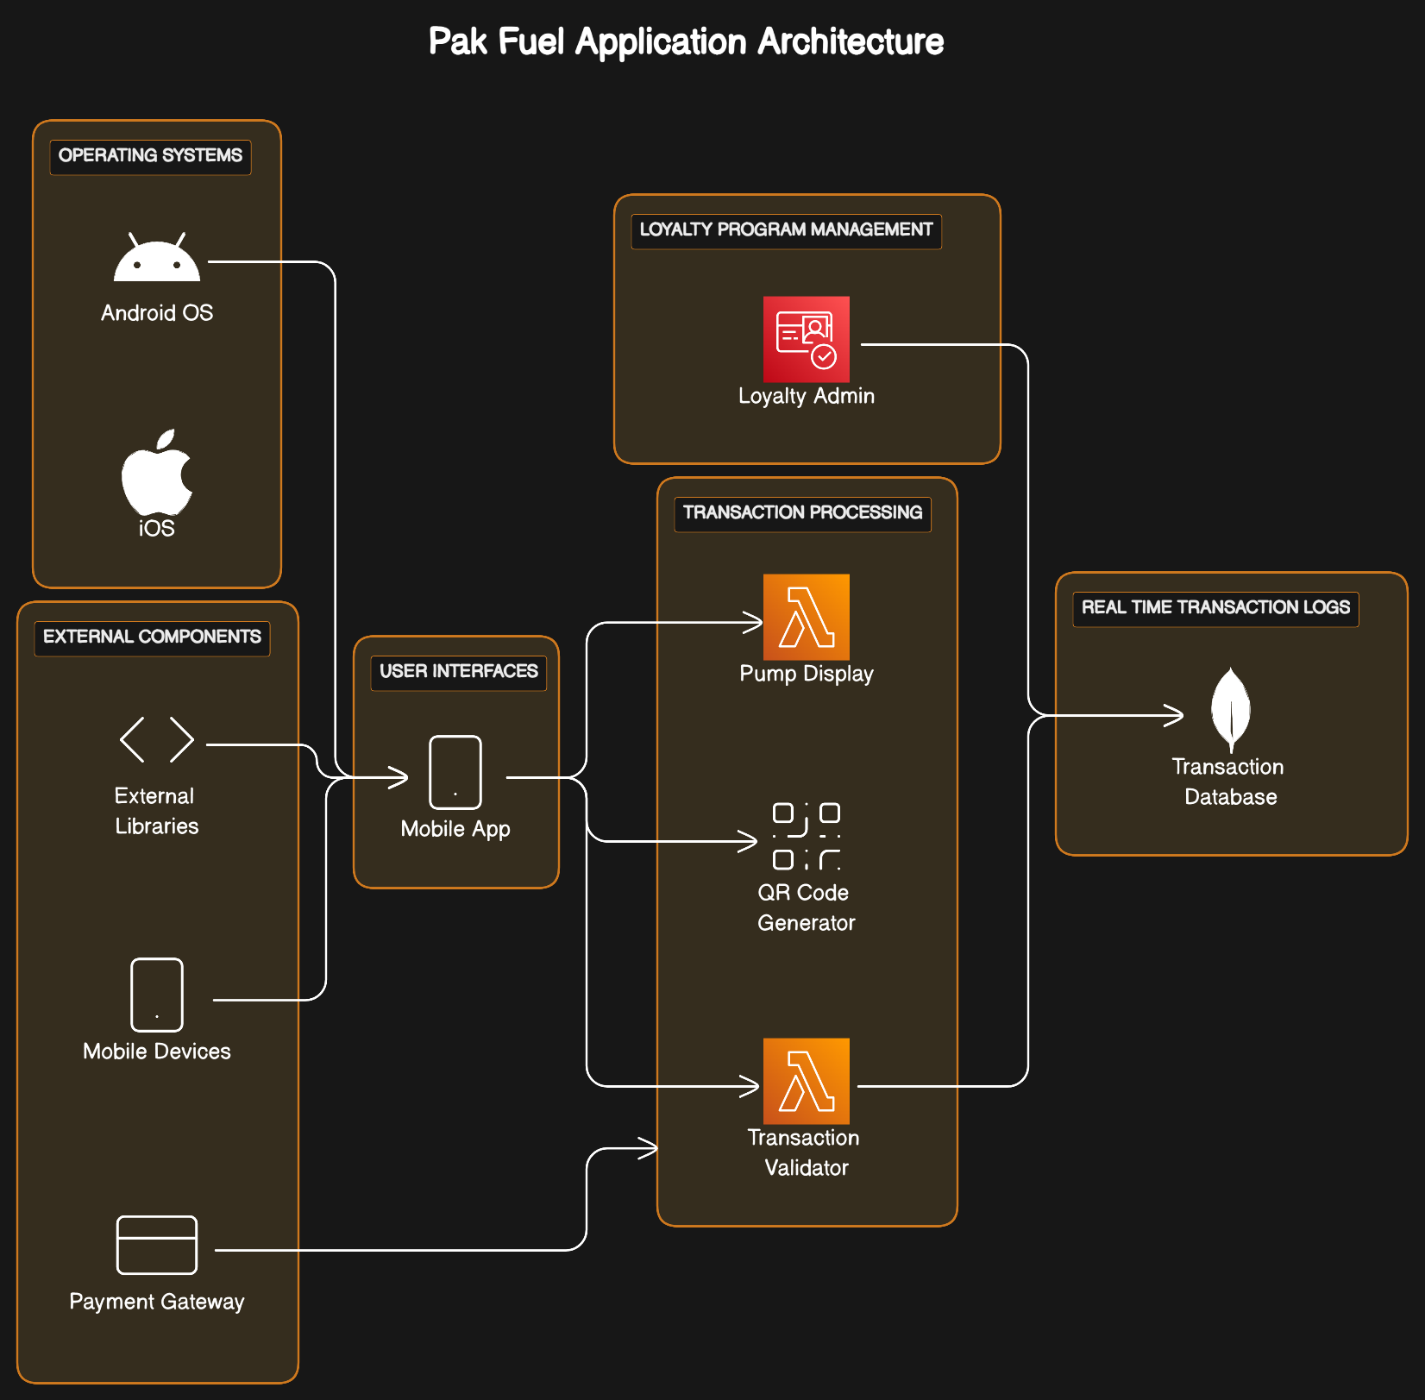 Pak Fuel Application Architecture
OPERATING SYSTEMS
Android OS
iOS
EXTERNAL COMPONENTS
External
Libraries
Mobile Devices
Payment Gateway
USER INTERFACES
Mobile App
LOYALTY PROGRAM MANAGEMENT
Loyalty Admin
TRANSACTION PROCESSING
Pump Display
QR Code
Generator
Transaction
Validator
REAL TIME TRANSACTION LOGS
Transaction
Database